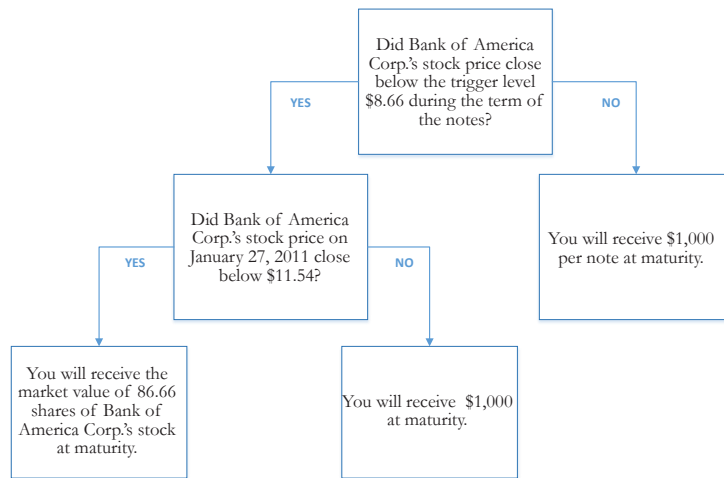 Did Bank of America
Corp.'s stock price close
below the trigger level
$8.66 during the term of
the notes?
YES
NO
Did Bank of America
Corp.'s stock price on
January 27, 2011 close
below $11.54?
You will receive $1,000
per note at maturity.
YES
NO
You will receive the
market value of 86.66
shares of Bank of
America Corp.'s stock
at maturity.
You will receive $1,000
at maturity.